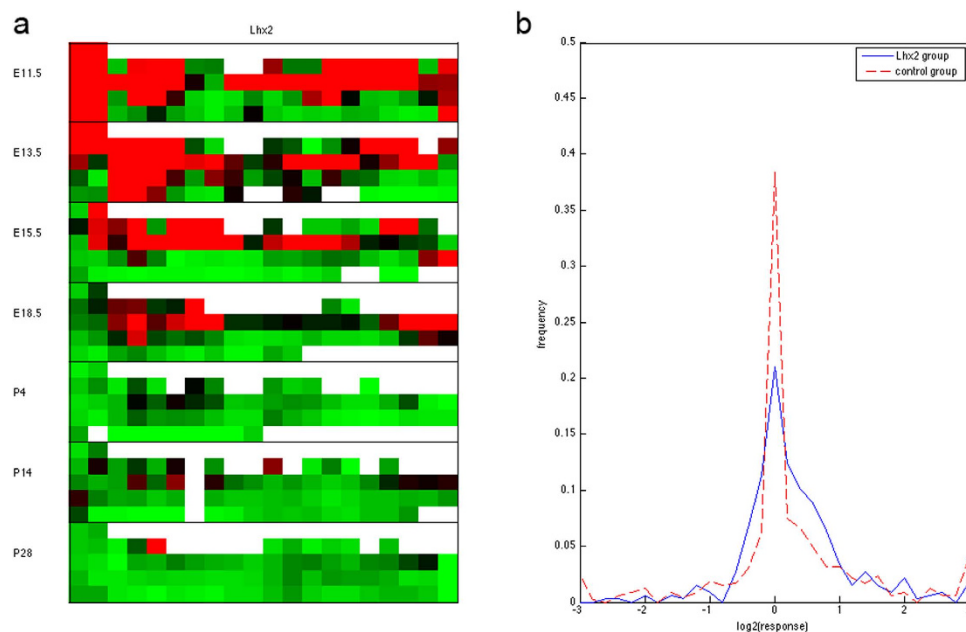 a
Lhx2
E11.5
E13.5
E15.5
E18.5
P4
P14
P28
b
0.5
0.45
0.4
0.35
0.3
0.25
0.2
0.15
0.1
0.05
0
frequency
Lhx2 group
control group
-3
-2
-1
0
1
2
log2(response)